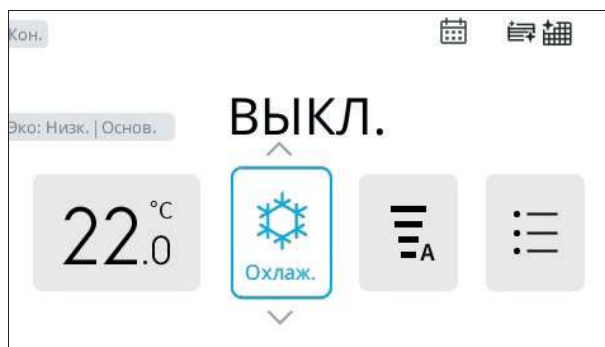 Кон.
Эко: Низк. | Основ.
ВЫКЛ.
22.0 °C
Охлаж.
A